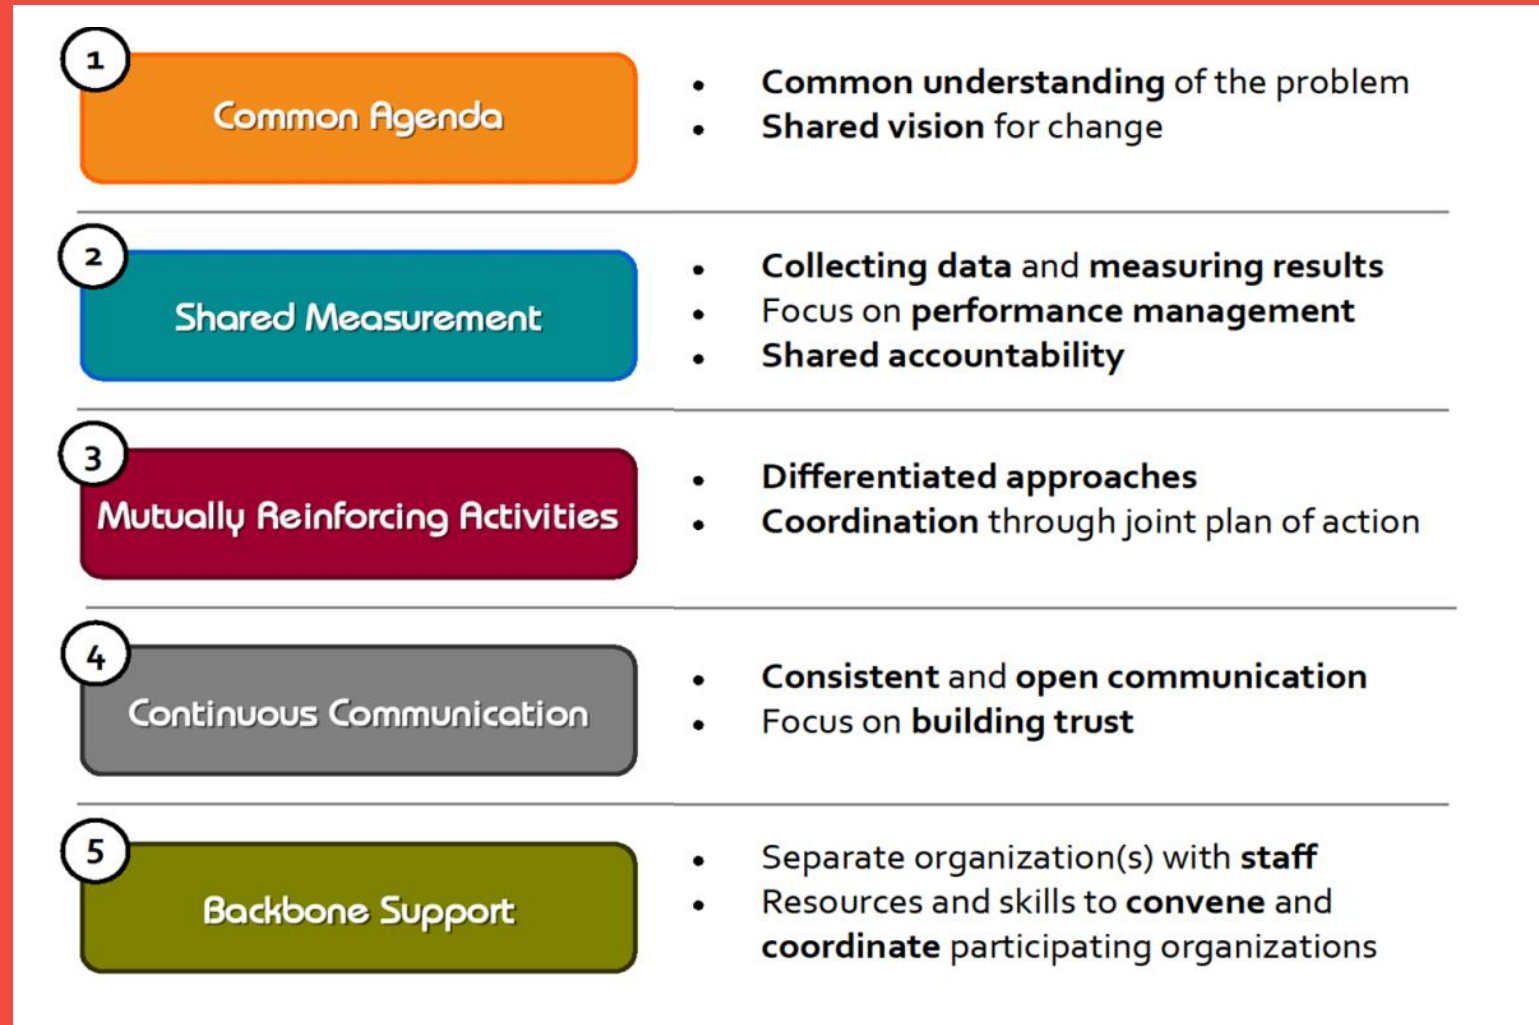 1
Common Agenda
• Common understanding of the problem
• Shared vision for change
2
Shared Measurement
• Collecting data and measuring results
• Focus on performance management
• Shared accountability
3
Mutually Reinforcing Activities
• Differentiated approaches
• Coordination through joint plan of action
4
Continuous Communication
• Consistent and open communication
• Focus on building trust
5
Backbone Support
• Separate organization(s) with staff
• Resources and skills to convene and
coordinate participating organizations